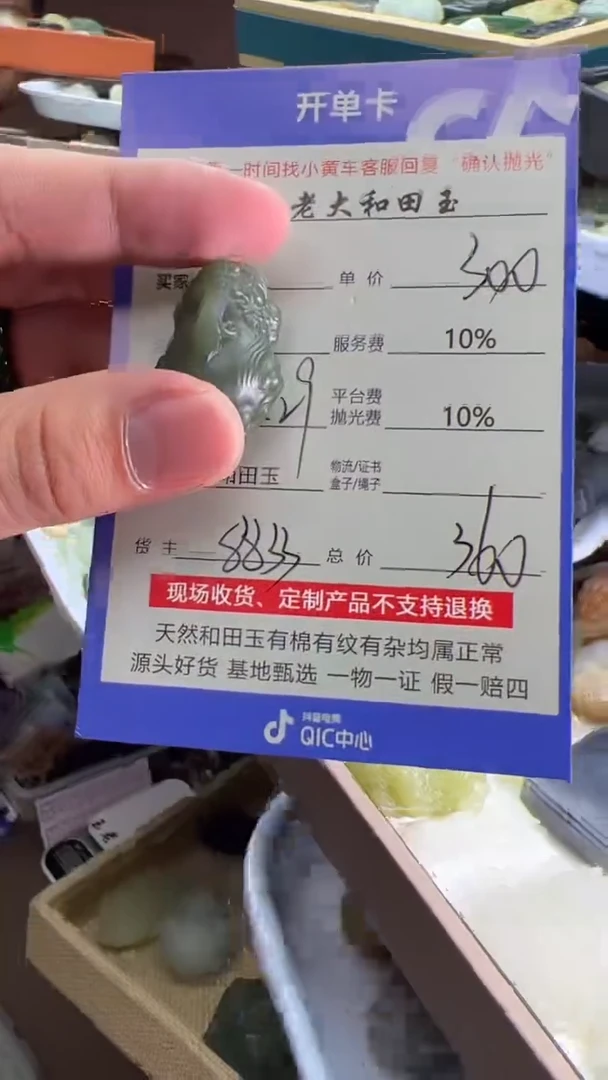 开单卡
一时间找小黄车客服回复 “确认抛光”
老大和田玉
买家 单价 300
服务费 10%
29 平台费 抛光费 10%
和田玉 物流/证书 盒子/绳子
货主 8833 总价 360
现场收货、定制产品不支持退换
天然和田玉有棉有纹有杂均属正常
源头好货 基地甄选 一物一证 假一赔四
抖音电商
QIC中心